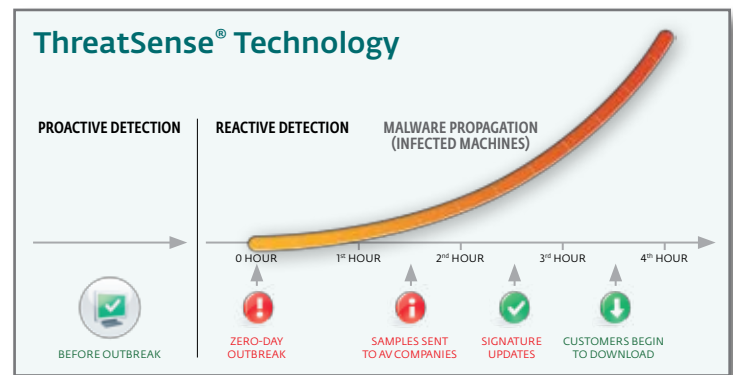 ThreatSense® Technology
PROACTIVE DETECTION
REACTIVE DETECTION
MALWARE PROPAGATION
(INFECTED MACHINES)
0 HOUR
1st HOUR
2nd HOUR
3rd HOUR
4th HOUR
BEFORE OUTBREAK
ZERO-DAY
OUTBREAK
SAMPLES SENT
TO AV COMPANIES
SIGNATURE
UPDATES
CUSTOMERS BEGIN
TO DOWNLOAD